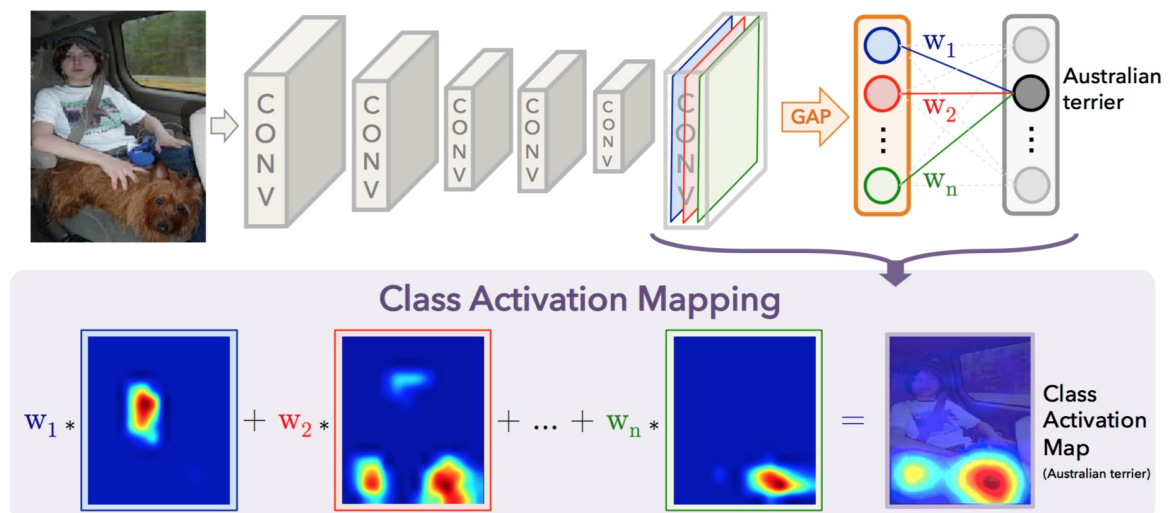 CONV
CONV
CONV
CONV
CONV
CONV
GAP
w1
w2
⋮
wn
⋮
Australian
terrier
Class Activation Mapping
w1 * + w2 * + ... + wn * =
Class
Activation
Map
(Australian terrier)